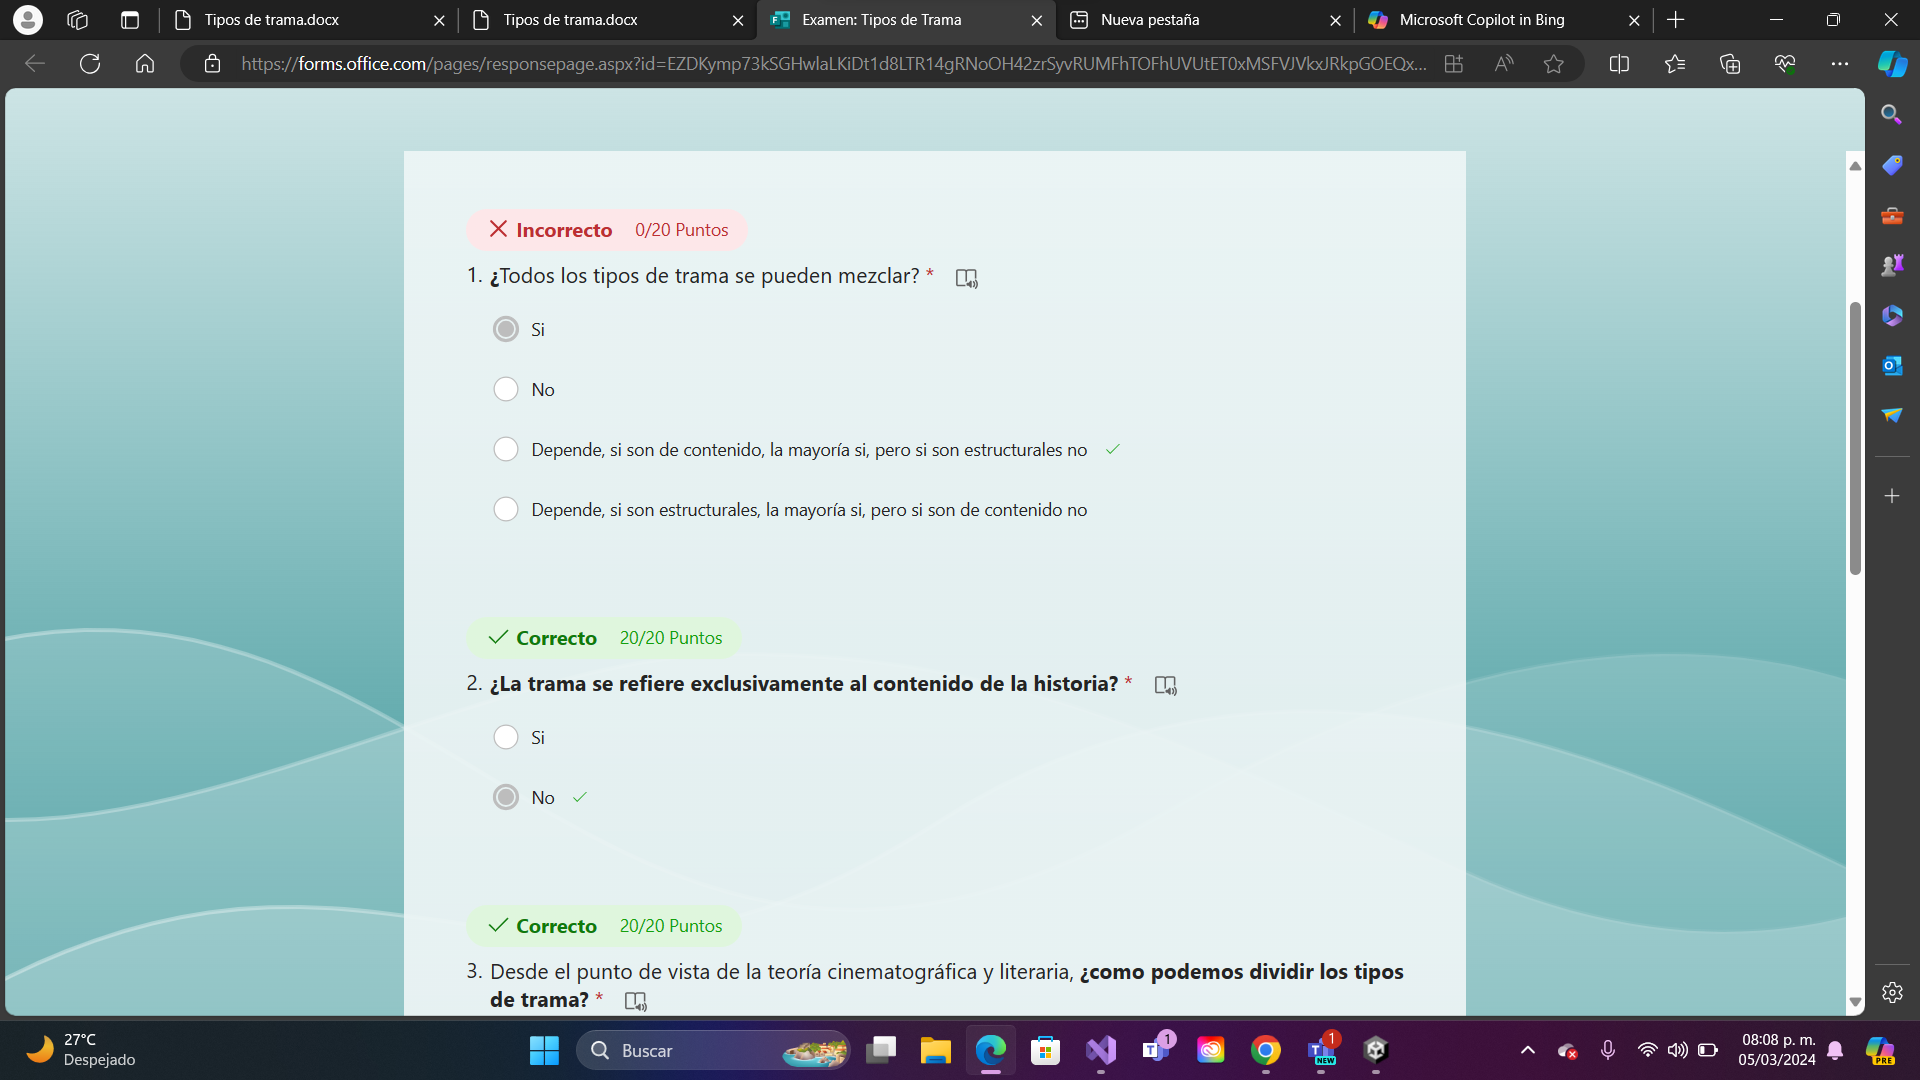 Tipos de trama.docx
Tipos de trama.docx
Examen: Tipos de Trama
Nueva pestaña
Microsoft Copilot in Bing
https://forms.office.com/pages/responsepage.aspx?id=EZDKymp73kSGHwlaLKiDt1d8LTR14gRNoOH42zrSyvRUMFhTOFhUVUtET0xMSFVJVkxJRkpGOEQx...
Incorrecto 0/20 Puntos
1. ¿Todos los tipos de trama se pueden mezclar? *
Si
No
Depende, si son de contenido, la mayoría si, pero si son estructurales no
Depende, si son estructurales, la mayoría si, pero si son de contenido no
Correcto 20/20 Puntos
2. ¿La trama se refiere exclusivamente al contenido de la historia? *
Si
No
Correcto 20/20 Puntos
3. Desde el punto de vista de la teoría cinematográfica y literaria, ¿como podemos dividir los tipos
de trama? *
27°C
Despejado
Buscar
1
1
NEW
08:08 p. m.
05/03/2024
PRE